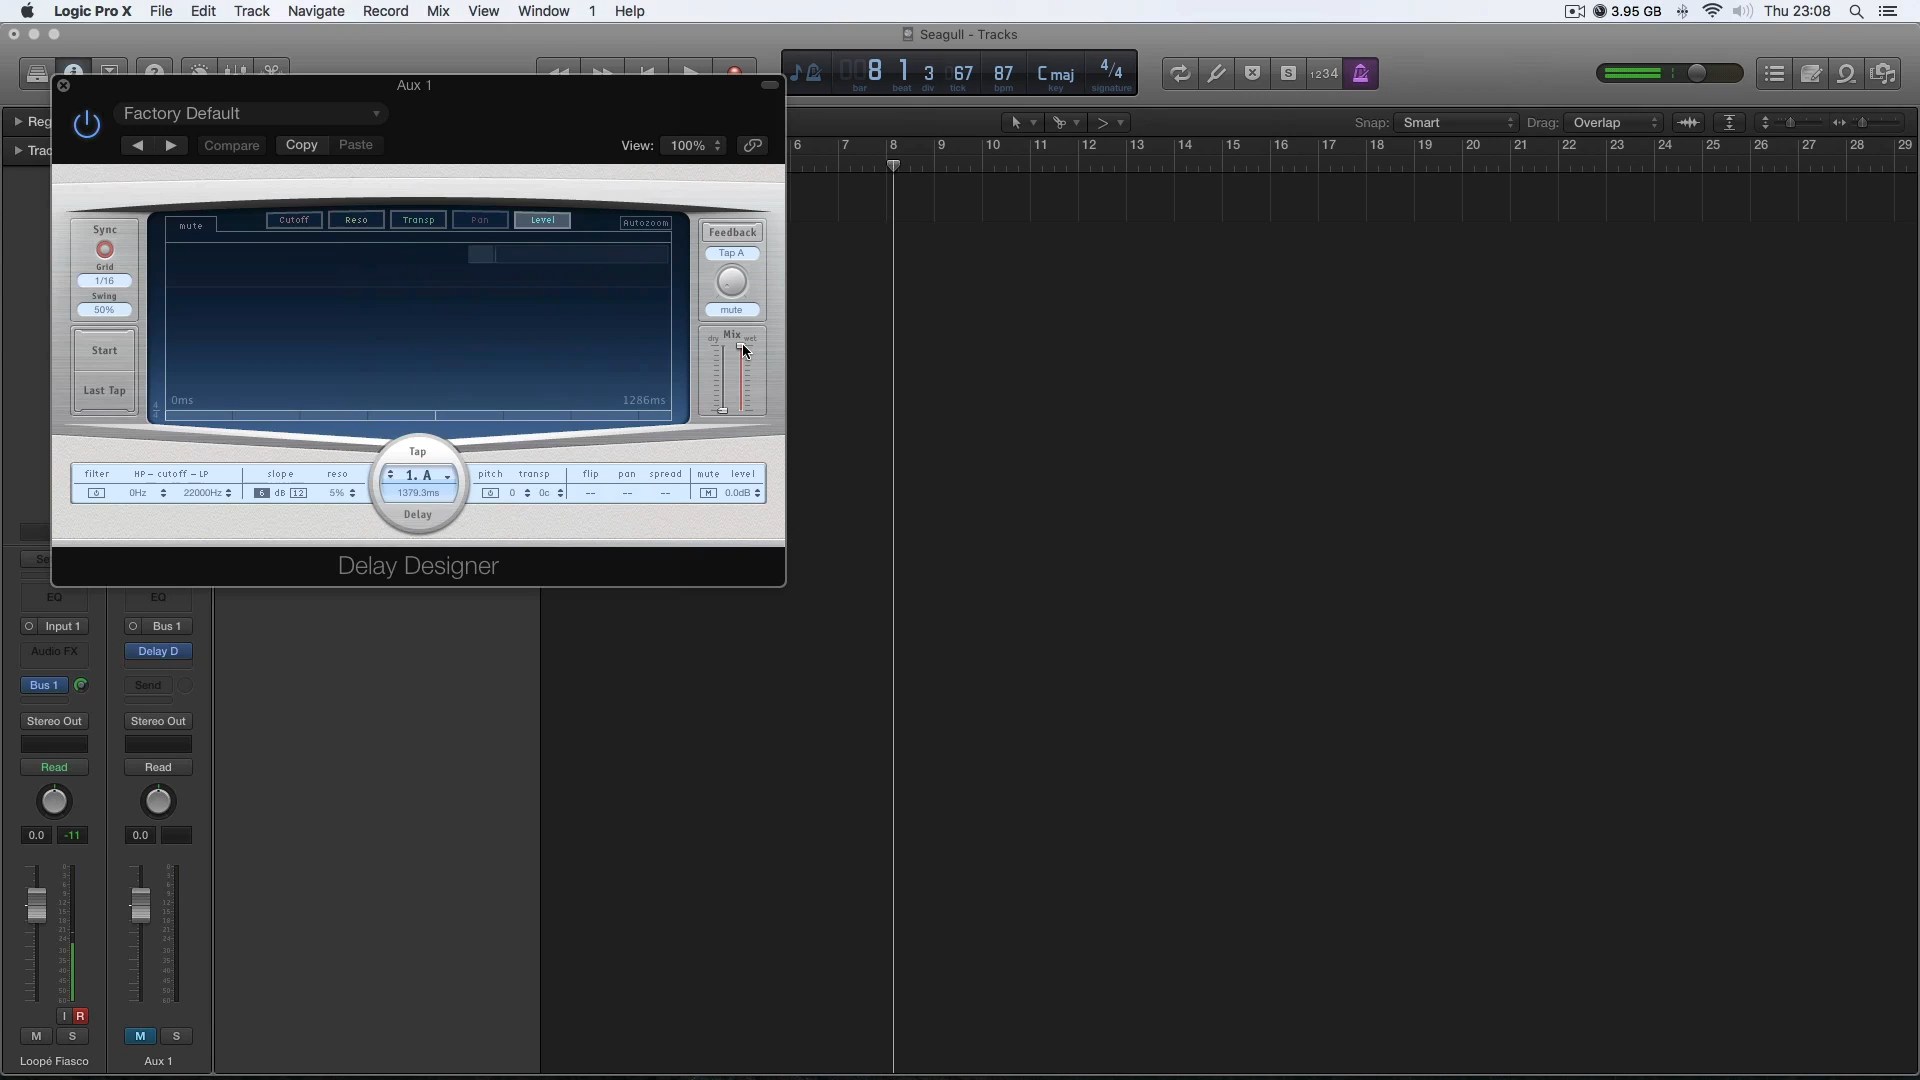 Logic Pro X File Edit Track Navigate Record Mix View Window 1 Help
3.95 GB Thu 23:08
Seagull - Tracks
8 1 3 67 87 C maj 4/4
bar beat div tick bpm key signature
S 1234
Aux 1
Factory Default
Compare Copy Paste View: 100%
Reg
Trac
Snap: Smart Drag: Overlap
6 7 8 9 10 11 12 13 14 15 16 17 18 19 20 21 22 23 24 25 26 27 28 29
mute Cutoff Reso Transp Pan Level Autozoom
Sync
Grid
1/16
Swing
50%
Start
Last Tap
Feedback
Tap A
mute
Mix
dry wet
0ms 1286ms
4/4
Tap
1. A
1379.3ms
Delay
filter HP – cutoff – LP slope reso
0Hz 22000Hz 6 dB 12 5%
pitch transp flip pan spread mute level
0 0c -- -- -- M 0.0dB
Delay Designer
Se
EQ EQ
Input 1 Bus 1
Audio FX Delay D
Bus 1 Send
Stereo Out Stereo Out
Read Read
0.0 -11 0.0
I R
M S M S
Loopé Fiasco Aux 1